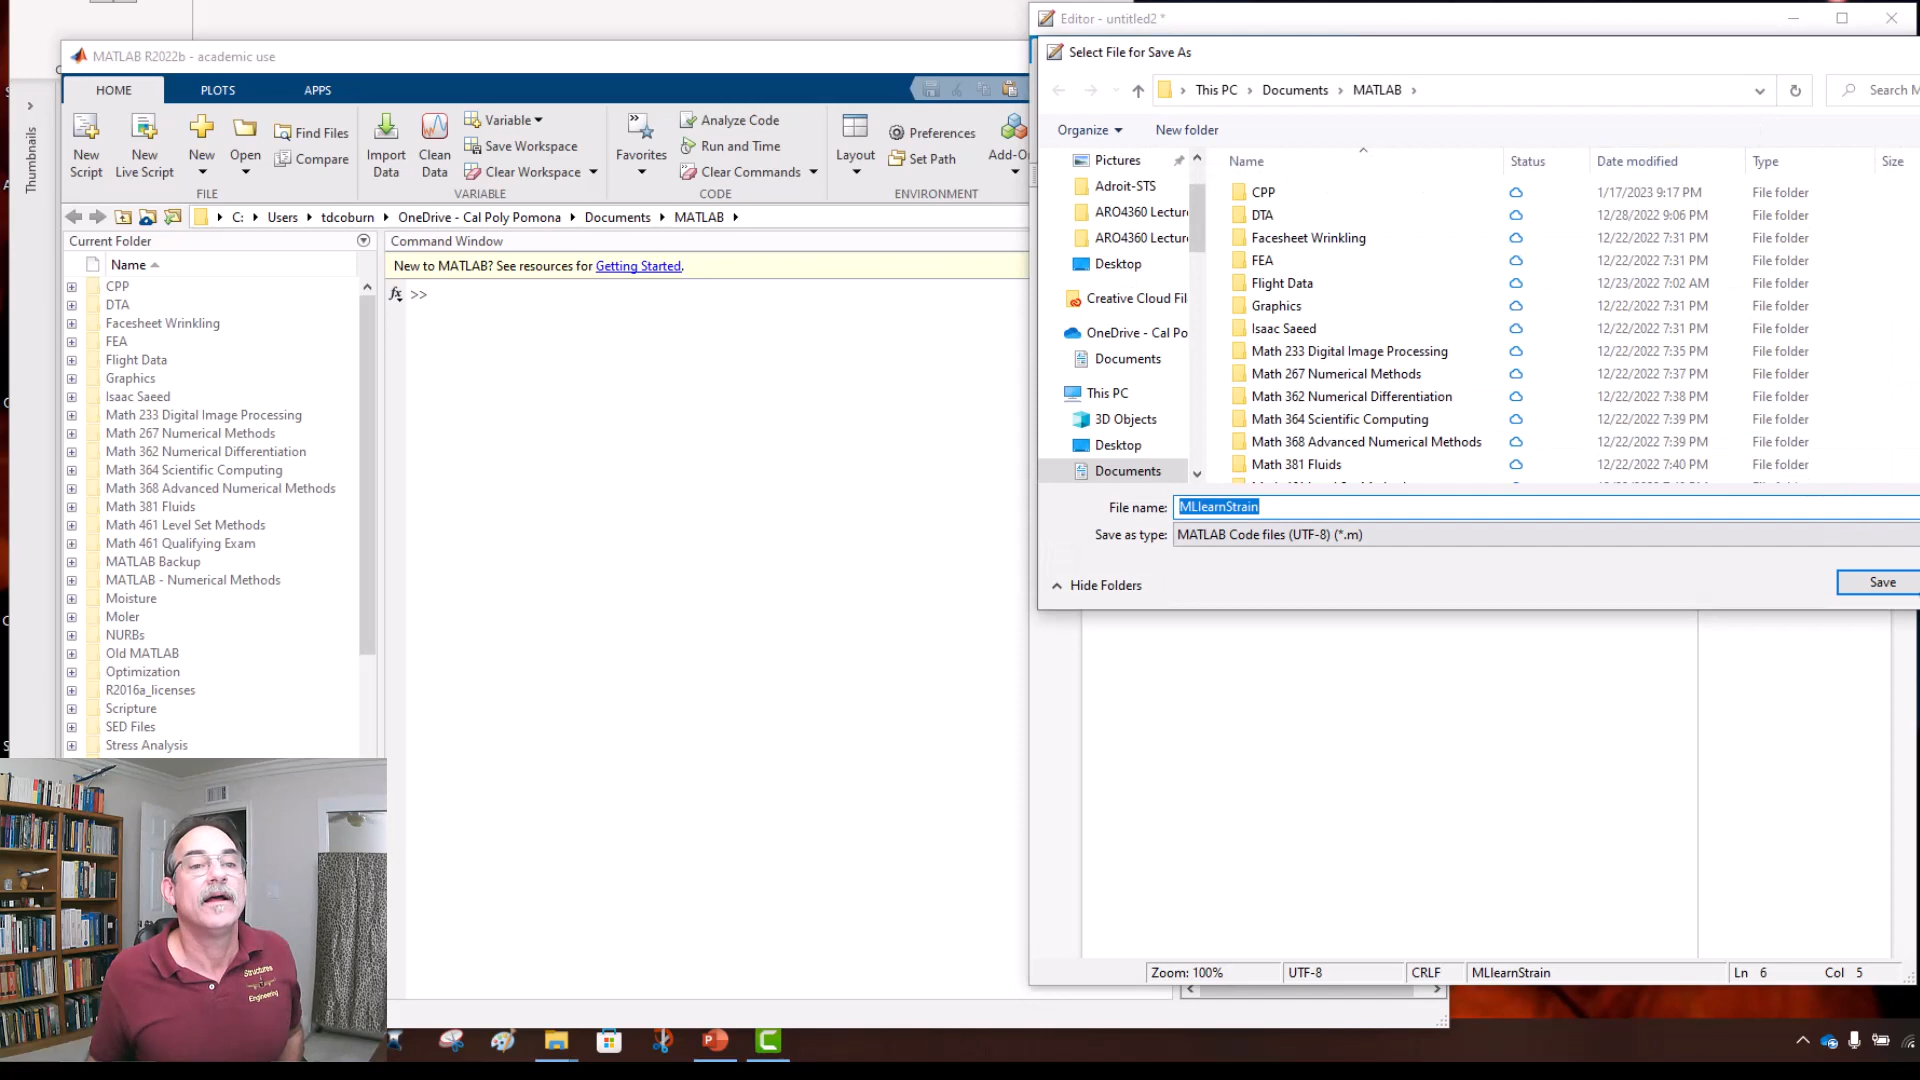 Editor - untitled2 *
Select File for Save As
MATLAB R2022b - academic use
HOME PLOTS APPS
This PC Documents MATLAB
Search M
Organize New folder
New Script
New Live Script
New
Open
Find Files
Compare
FILE
Import Data
Clean Data
Variable
Save Workspace
Clear Workspace
VARIABLE
Favorites
Analyze Code
Run and Time
Clear Commands
CODE
Layout
Preferences
Set Path
Add-On
ENVIRONMENT
C: Users tdcoburn OneDrive - Cal Poly Pomona Documents MATLAB
Thumbnails
Current Folder
Name
CPP
DTA
Facesheet Wrinkling
FEA
Flight Data
Graphics
Isaac Saeed
Math 233 Digital Image Processing
Math 267 Numerical Methods
Math 362 Numerical Differentiation
Math 364 Scientific Computing
Math 368 Advanced Numerical Methods
Math 381 Fluids
Math 461 Level Set Methods
Math 461 Qualifying Exam
MATLAB Backup
MATLAB - Numerical Methods
Moisture
Moler
NURBs
Old MATLAB
Optimization
R2016a_licenses
Scripture
SED Files
Stress Analysis
Command Window
New to MATLAB? See resources for Getting Started.
fx >>
Pictures
Adroit-STS
ARO4360 Lectur
ARO4360 Lectur
Desktop
Creative Cloud Fil
OneDrive - Cal Po
Documents
This PC
3D Objects
Desktop
Documents
Name Status Date modified Type Size
CPP 1/17/2023 9:17 PM File folder
DTA 12/28/2022 9:06 PM File folder
Facesheet Wrinkling 12/22/2022 7:31 PM File folder
FEA 12/22/2022 7:31 PM File folder
Flight Data 12/23/2022 7:02 AM File folder
Graphics 12/22/2022 7:31 PM File folder
Isaac Saeed 12/22/2022 7:31 PM File folder
Math 233 Digital Image Processing 12/22/2022 7:35 PM File folder
Math 267 Numerical Methods 12/22/2022 7:37 PM File folder
Math 362 Numerical Differentiation 12/22/2022 7:38 PM File folder
Math 364 Scientific Computing 12/22/2022 7:39 PM File folder
Math 368 Advanced Numerical Methods 12/22/2022 7:39 PM File folder
Math 381 Fluids 12/22/2022 7:40 PM File folder
File name: MLlearnStrain
Save as type: MATLAB Code files (UTF-8) (*.m)
Hide Folders
Save
Zoom: 100% UTF-8 CRLF MLlearnStrain Ln 6 Col 5
Structures
Engineering